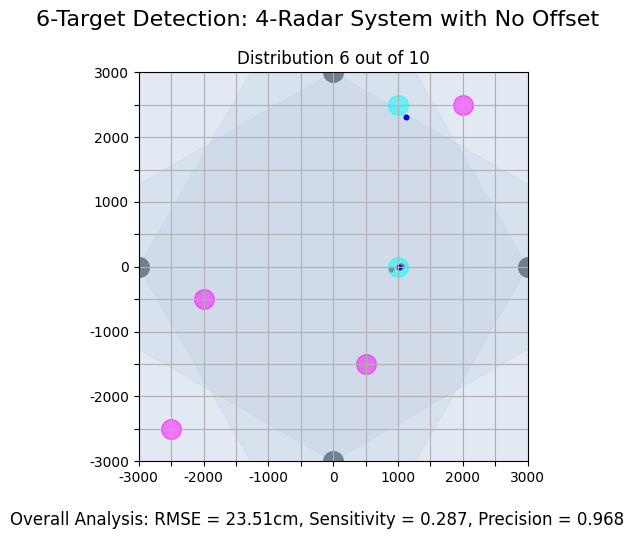 6-Target Detection: 4-Radar System with No Offset
Distribution 6 out of 10
3000
2000
1000
0
-1000
-2000
-3000
-3000 -2000 -1000 0 1000 2000 3000
Overall Analysis: RMSE = 23.51cm, Sensitivity = 0.287, Precision = 0.968